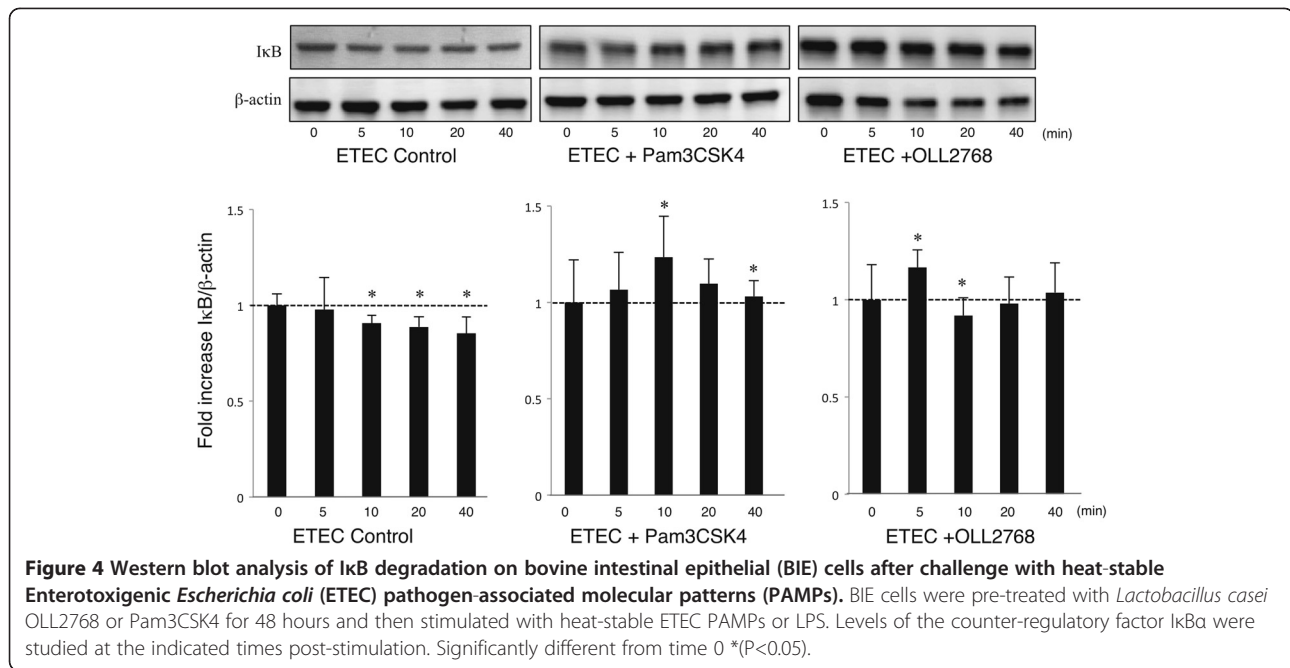 IκB
β-actin
0 5 10 20 40 0 5 10 20 40 0 5 10 20 40 (min)
ETEC Control ETEC + Pam3CSK4 ETEC +OLL2768
Fold increase IκB/β-actin
1.5 1.5 1.5
* * * * * * *
1 1 1
0.5 0.5 0.5
0 0 0
0 5 10 20 40 0 5 10 20 40 0 5 10 20 40 (min)
ETEC Control ETEC + Pam3CSK4 ETEC +OLL2768
Figure 4 Western blot analysis of IκB degradation on bovine intestinal epithelial (BIE) cells after challenge with heat-stable
Enterotoxigenic Escherichia coli (ETEC) pathogen-associated molecular patterns (PAMPs). BIE cells were pre-treated with Lactobacillus casei
OLL2768 or Pam3CSK4 for 48 hours and then stimulated with heat-stable ETEC PAMPs or LPS. Levels of the counter-regulatory factor IκBα were
studied at the indicated times post-stimulation. Significantly different from time 0 *(P<0.05).